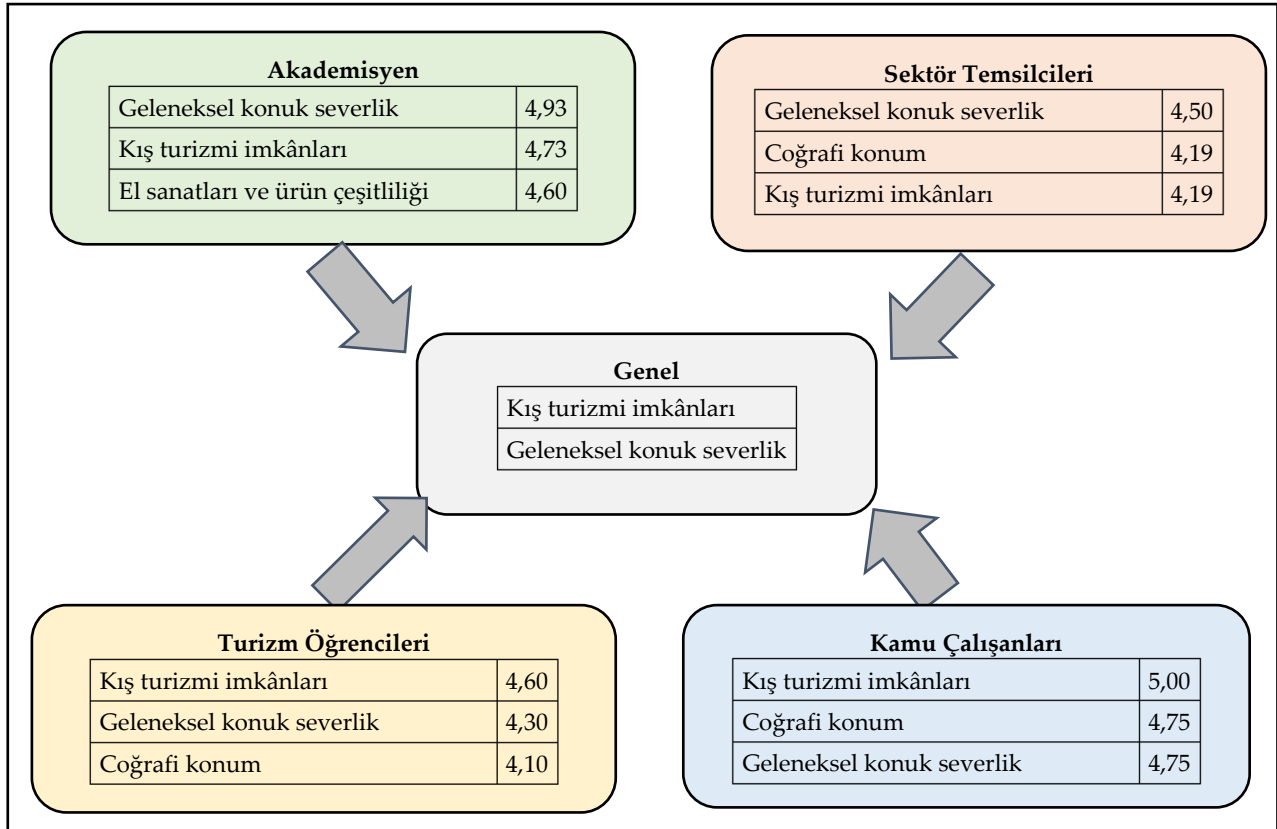 Akademisyen
Geleneksel konuk severlik 4,93
Kış turizmi imkânları 4,73
El sanatları ve ürün çeşitliliği 4,60
Sektör Temsilcileri
Geleneksel konuk severlik 4,50
Coğrafi konum 4,19
Kış turizmi imkânları 4,19
Genel
Kış turizmi imkânları
Geleneksel konuk severlik
Turizm Öğrencileri
Kış turizmi imkânları 4,60
Geleneksel konuk severlik 4,30
Coğrafi konum 4,10
Kamu Çalışanları
Kış turizmi imkânları 5,00
Coğrafi konum 4,75
Geleneksel konuk severlik 4,75